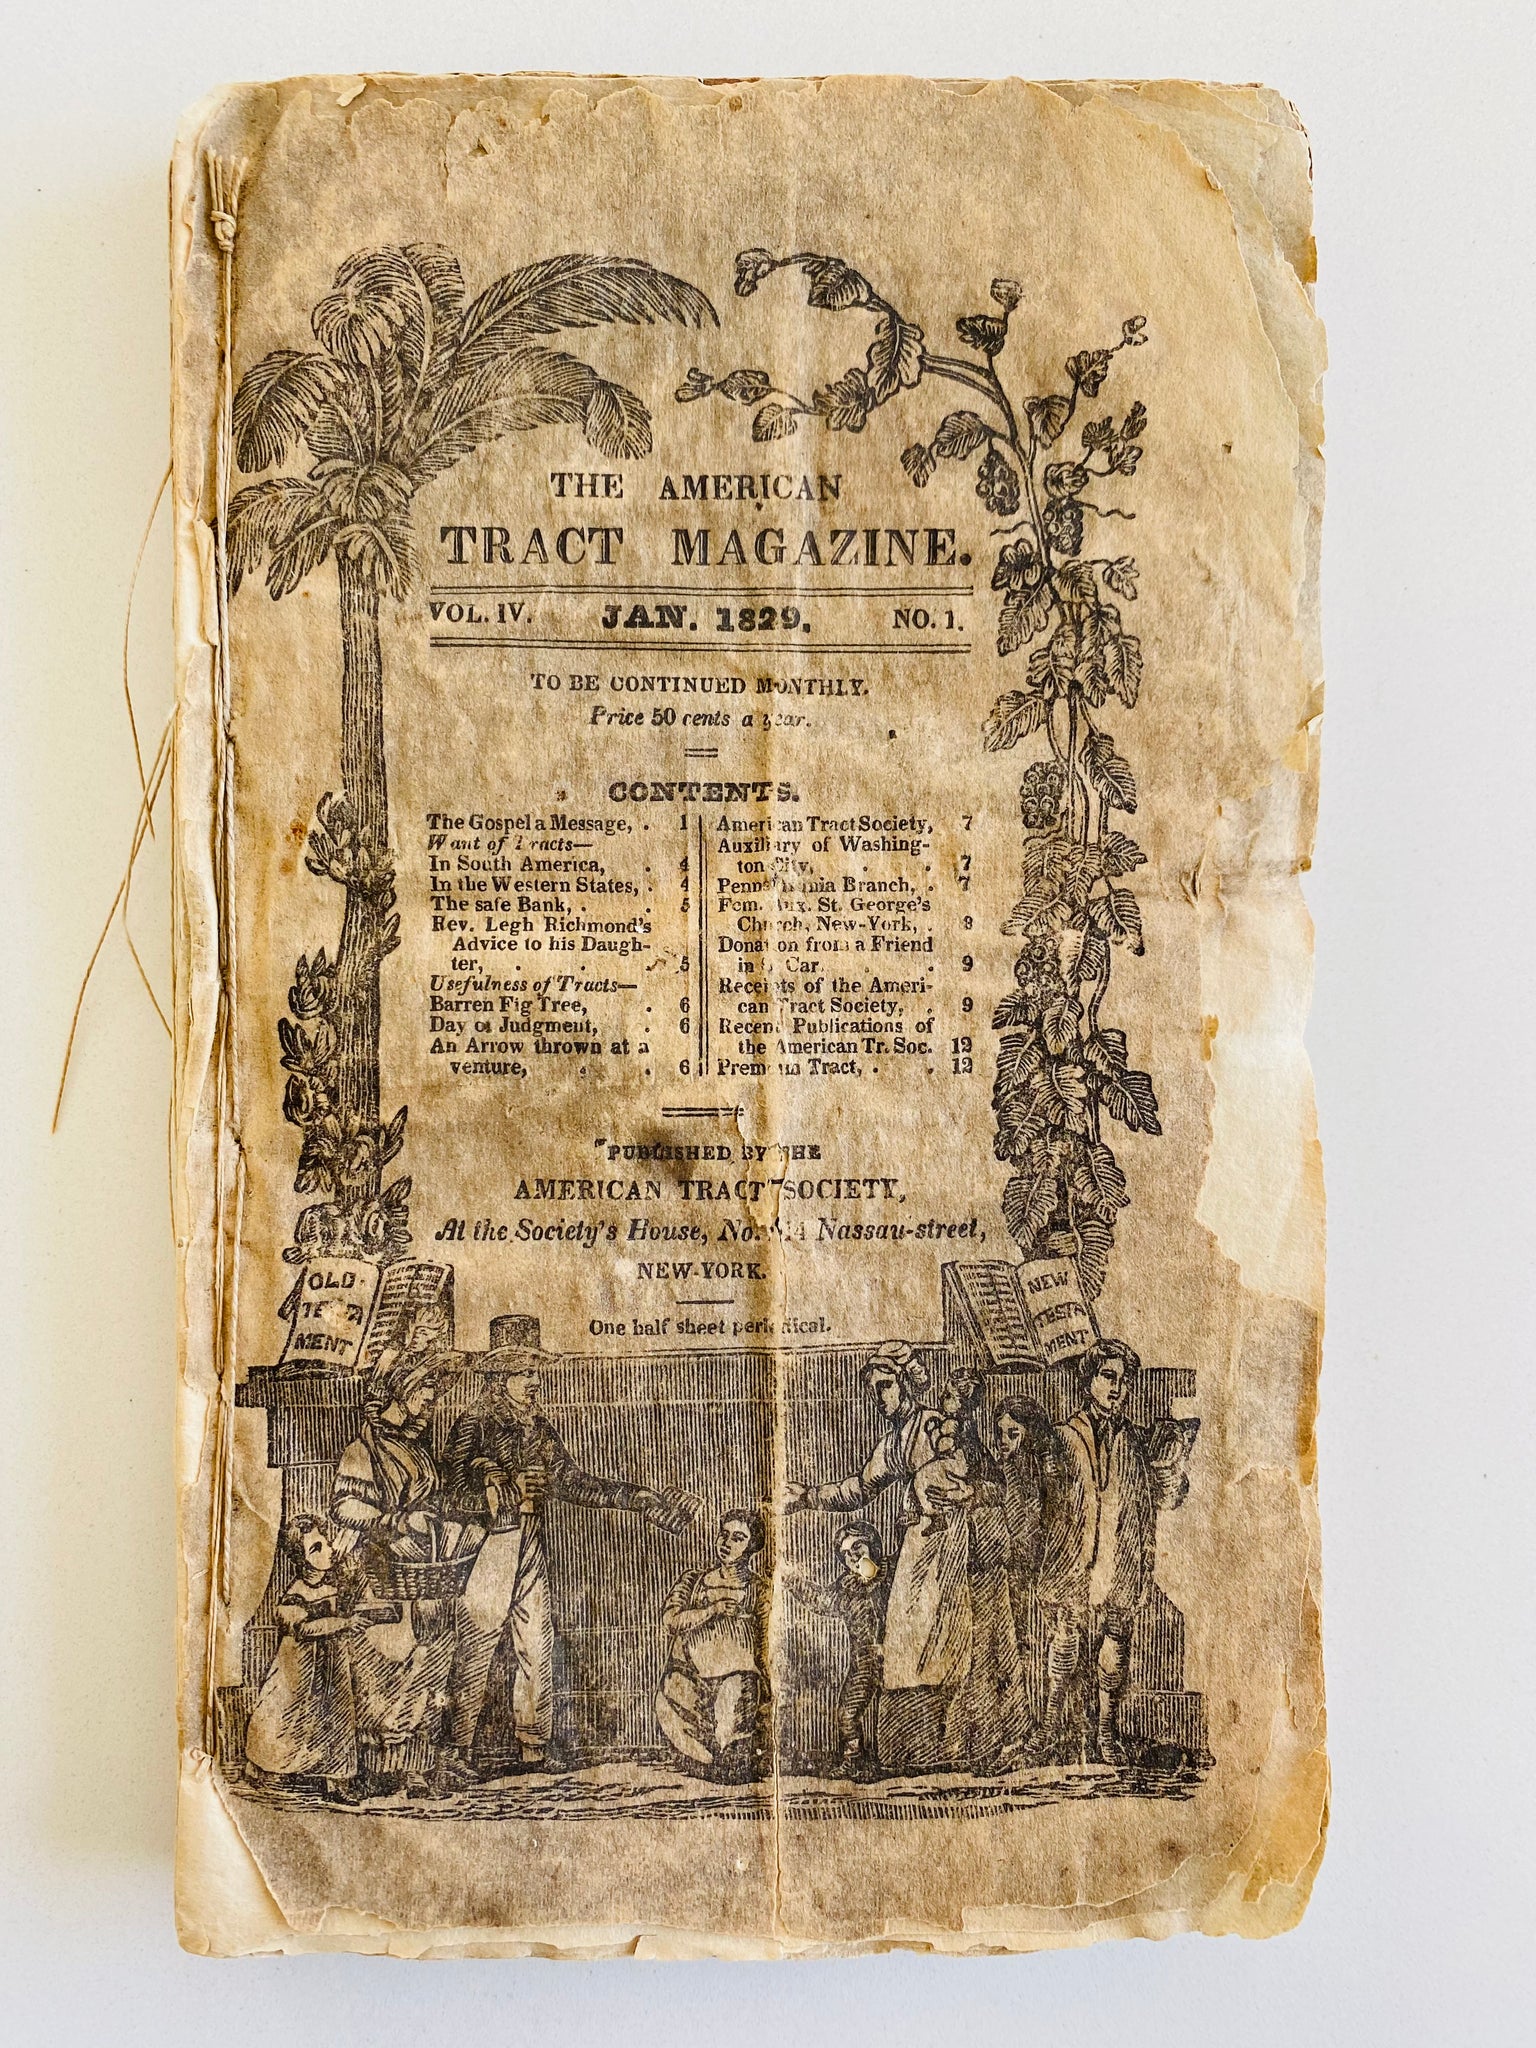 THE AMERICAN
TRACT MAGAZINE.
VOL. IV. JAN. 1829. NO. 1.
TO BE CONTINUED MONTHLY.
Price 50 cents a year.
CONTENTS.
The Gospel a Message, . 1
Want of Tracts—
In South America, . 4
In the Western States, . 4
The safe Bank, . . 5
Rev. Legh Richmond's
Advice to his Daugh-
ter, . . . 5
Usefulness of Tracts—
Barren Fig Tree, . 6
Day of Judgment, . 6
An Arrow thrown at a
venture, . . 6
American Tract Society, 7
Auxiliary of Washing-
ton City, . . 7
Pennsylvania Branch, . 7
Fem. Aux. St. George's
Church, New-York, . 8
Donation from a Friend
in Car. . . 9
Receipts of the Ameri-
can Tract Society, . 9
Recent Publications of
the American Tr. Soc. 12
Premium Tract, . . 12
PUBLISHED BY THE
AMERICAN TRACT SOCIETY,
At the Society's House, No. Nassau-street,
NEW-YORK.
One half sheet periodical.
OLD
TESTA
MENT
NEW
TESTA
MENT